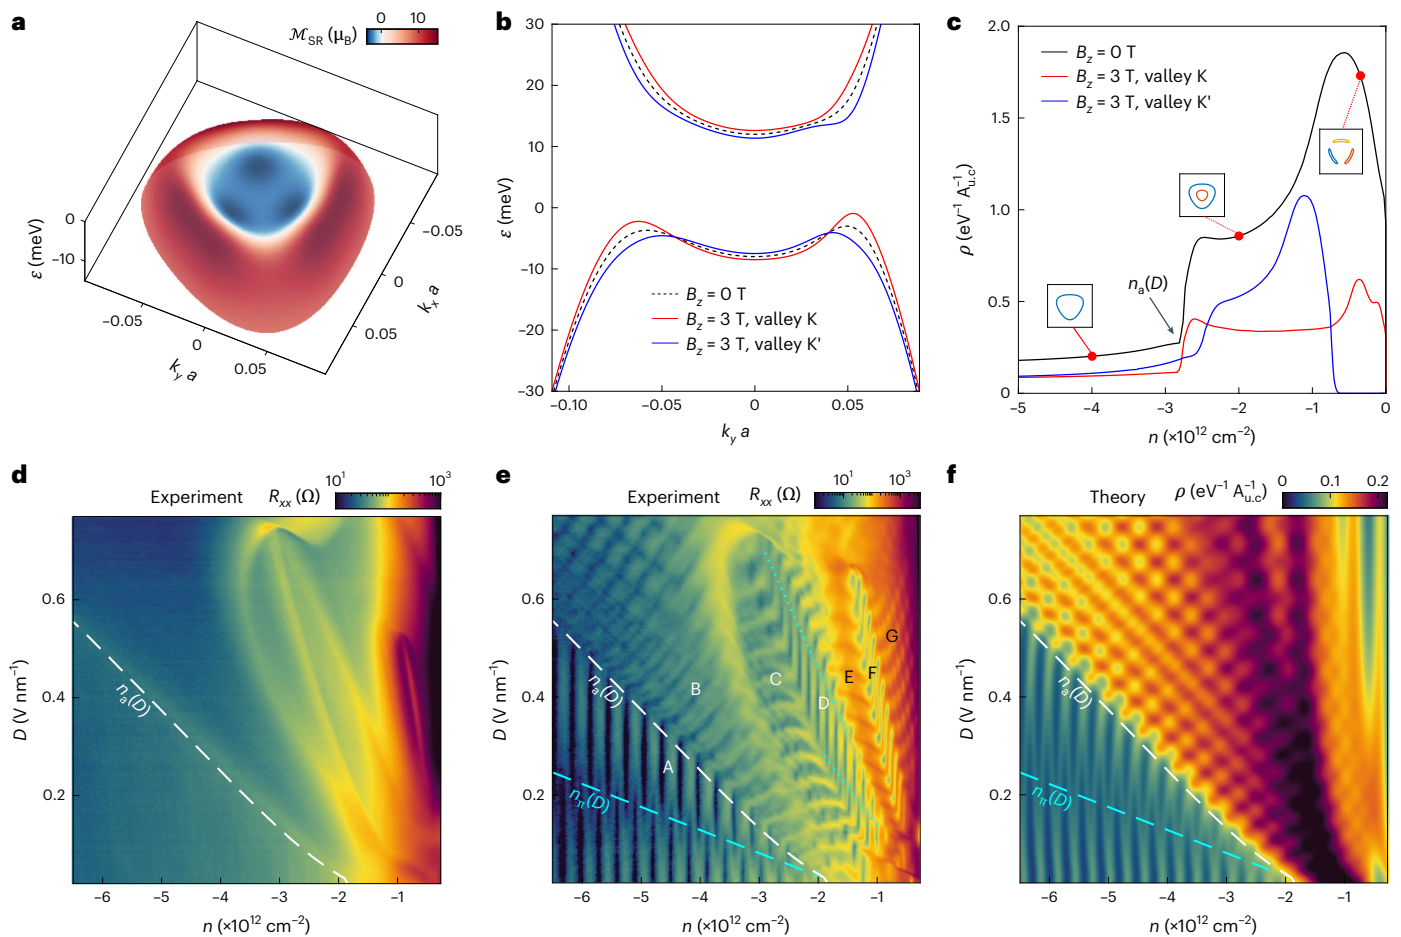 a
ℳSR (μB)
0 10
ε (meV)
0
−10
−0.05
0
0.05
ky a
−0.05
0
0.05
kx a
b
30
20
10
0
−10
−20
−30
ε (meV)
Bz = 0 T
Bz = 3 T, valley K
Bz = 3 T, valley K'
−0.10 −0.05 0 0.05
ky a
c
2.0
1.5
1.0
0.5
0
ρ (eV−1 A−1u.c)
Bz = 0 T
Bz = 3 T, valley K
Bz = 3 T, valley K'
na(D)
−5 −4 −3 −2 −1 0
n (×1012 cm−2)
d
Experiment Rxx (Ω)
101 103
0.6
0.4
0.2
D (V nm−1)
na(D)
−6 −5 −4 −3 −2 −1
n (×1012 cm−2)
e
Experiment Rxx (Ω)
101 103
0.6
0.4
0.2
D (V nm−1)
na(D)
nπ(D)
A
B
C
D
E
F
G
−6 −5 −4 −3 −2 −1
n (×1012 cm−2)
f
Theory ρ (eV−1 A−1u.c)
0 0.1 0.2
0.6
0.4
0.2
D (V nm−1)
na(D)
nπ(D)
−6 −5 −4 −3 −2 −1
n (×1012 cm−2)